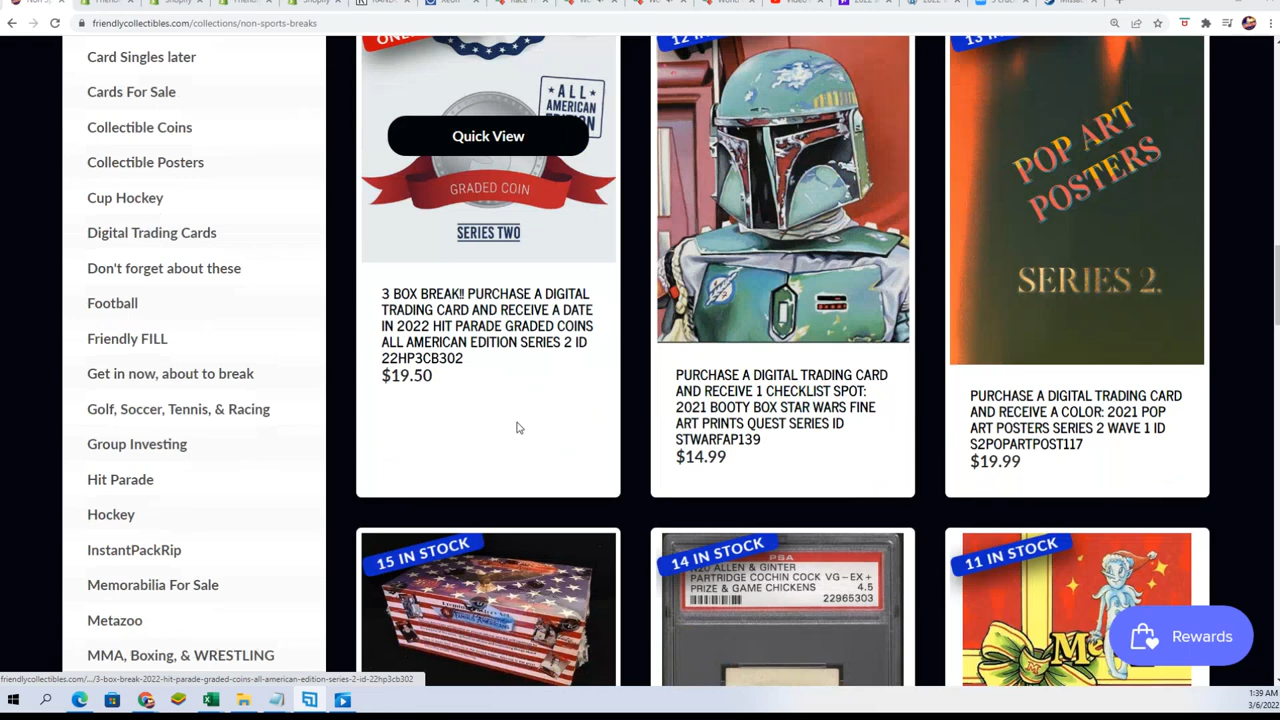 friendlycollectibles.com/collections/non-sports-breaks
Card Singles later
Cards For Sale
Collectible Coins
Collectible Posters
Cup Hockey
Digital Trading Cards
Don't forget about these
Football
Friendly FILL
Get in now, about to break
Golf, Soccer, Tennis, & Racing
Group Investing
Hit Parade
Hockey
InstantPackRip
Memorabilia For Sale
Metazoo
MMA, Boxing, & WRESTLING
ALL
AMERICAN
EDITION
Quick View
GRADED COIN
SERIES TWO
3 BOX BREAK!! PURCHASE A DIGITAL
TRADING CARD AND RECEIVE A DATE
IN 2022 HIT PARADE GRADED COINS
ALL AMERICAN EDITION SERIES 2 ID
22HP3CB302
$19.50
PURCHASE A DIGITAL TRADING CARD
AND RECEIVE 1 CHECKLIST SPOT:
2021 BOOTY BOX STAR WARS FINE
ART PRINTS QUEST SERIES ID
STWARFAP139
$14.99
POP ART
POSTERS
SERIES 2.
PURCHASE A DIGITAL TRADING CARD
AND RECEIVE A COLOR: 2021 POP
ART POSTERS SERIES 2 WAVE 1 ID
S2POPARTPOST117
$19.99
15 IN STOCK
14 IN STOCK
PSA
N20 ALLEN & GINTER
PARTRIDGE COCHIN COCK VG-EX+
PRIZE & GAME CHICKENS 4.5
22965303
11 IN STOCK
Rewards
friendlycollectibles.com/.../3-box-break-2022-hit-parade-graded-coins-all-american-edition-series-2-id-22hp3cb302
1:39 AM
3/6/2022